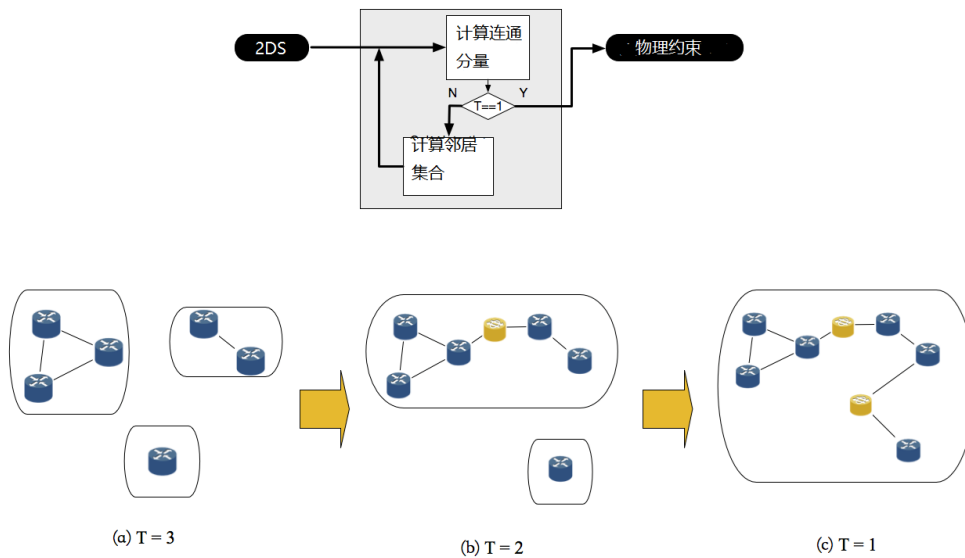 2DS
计算连通
分量
物理约束
N
Y
T==1
计算邻居
集合
(a) T = 3
(b) T = 2
(c) T = 1